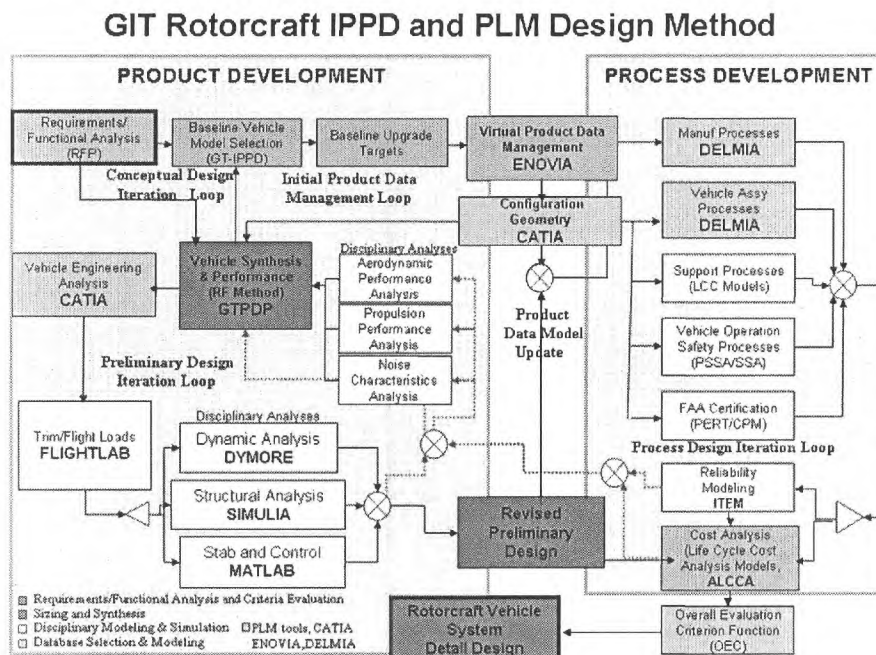 GIT Rotorcraft IPPD and PLM Design Method
PRODUCT DEVELOPMENT
PROCESS DEVELOPMENT
Requirements/
Functional Analysis
(RFP)
Baseline Vehicle
Model Selection
(GT-IPPD)
Baseline Upgrade
Targets
Virtual Product Data
Management
ENOVIA
Manuf Processes
DELMIA
Conceptual Design
Iteration Loop
Initial Product Data
Management Loop
Configuration
Geometry
CATIA
Vehicle Assy
Processes
DELMIA
Vehicle Engineering
Analysis
CATIA
Vehicle Synthesis
& Performance
(RF Method)
GTPDP
Disciplinary Analyses
Aerodynamic
Performance
Analysis
Propulsion
Performance
Analysis
Noise
Characteristics
Analysis
Product
Data Model
Update
Support Processes
(LCC Models)
Vehicle Operation
Safety Processes
(PSSA/SSA)
FAA Certification
(PERT/CPM)
Preliminary Design
Iteration Loop
Process Design Iteration Loop
Trim/Flight Loads
FLIGHTLAB
Disciplinary Analyses
Dynamic Analysis
DYMORE
Structural Analysis
SIMULIA
Stab and Control
MATLAB
Revised
Preliminary
Design
Reliability
Modeling
ITEM
Cost Analysis
(Life Cycle Cost
Analysis Models,
ALCCA
Requirements/Functional Analysis and Criteria Evaluation
Sizing and Synthesis
Disciplinary Modeling & Simulation
PLM tools, CATIA
Database Selection & Modeling
ENOVIA,DELMIA
Rotorcraft Vehicle
System
Detail Design
Overall Evaluation
Criterion Function
(OEC)